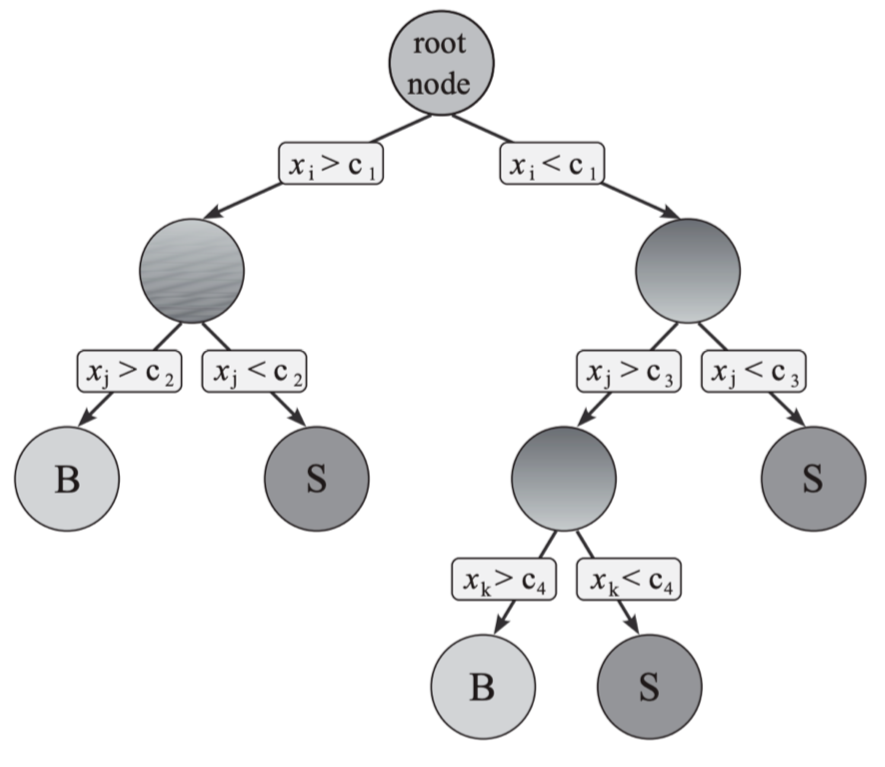 root
node
x_i > c_1
x_i < c_1
x_j > c_2
x_j < c_2
x_j > c_3
x_j < c_3
B
S
S
x_k > c_4
x_k < c_4
B
S